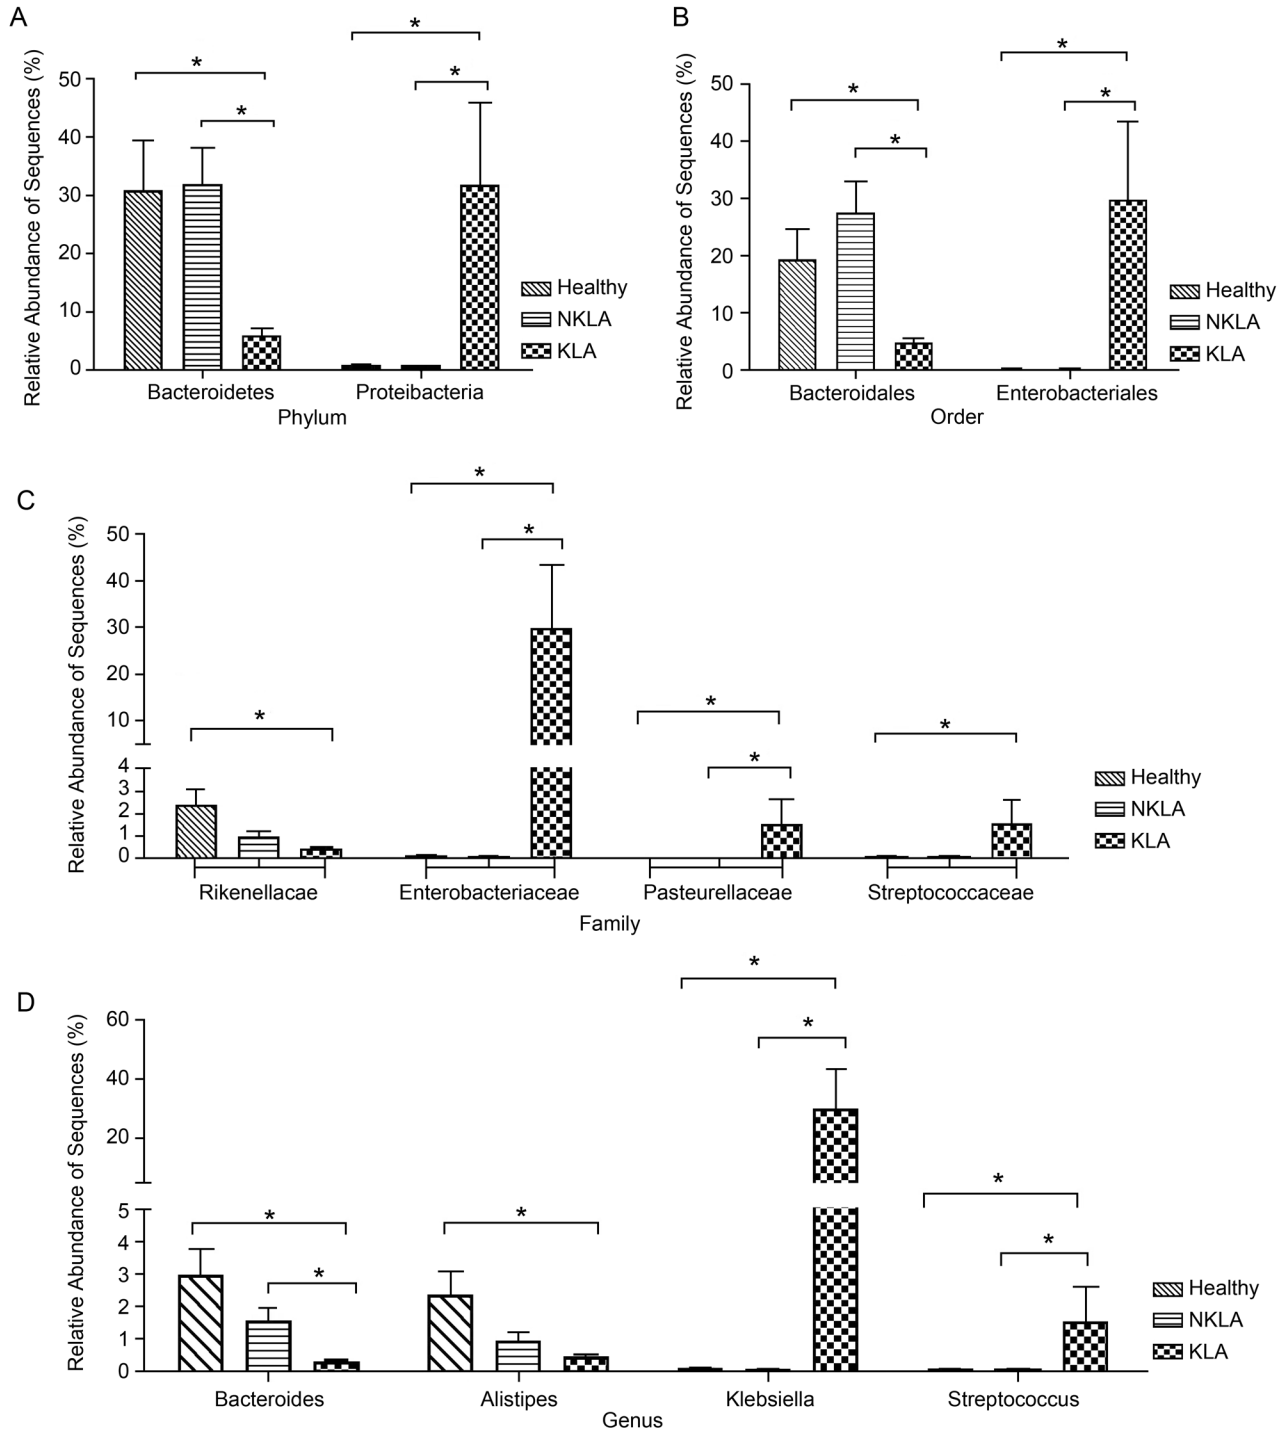 A
Relative Abundance of Sequences (%)
50
40
30
20
10
0
*
*
*
*
Bacteroidetes
Proteibacteria
Phylum
Healthy
NKLA
KLA
B
Relative Abundance of Sequences (%)
50
40
30
20
10
0
*
*
*
*
Bacteroidales
Enterobacteriales
Order
Healthy
NKLA
KLA
C
Relative Abundance of Sequences (%)
50
40
30
20
10
4
3
2
1
0
*
*
*
*
*
*
Rikenellacae
Enterobacteriaceae
Pasteurellaceae
Streptococcaceae
Family
Healthy
NKLA
KLA
D
Relative Abundance of Sequences (%)
60
40
20
5
4
3
2
1
0
*
*
*
*
*
*
*
Bacteroides
Alistipes
Klebsiella
Streptococcus
Genus
Healthy
NKLA
KLA